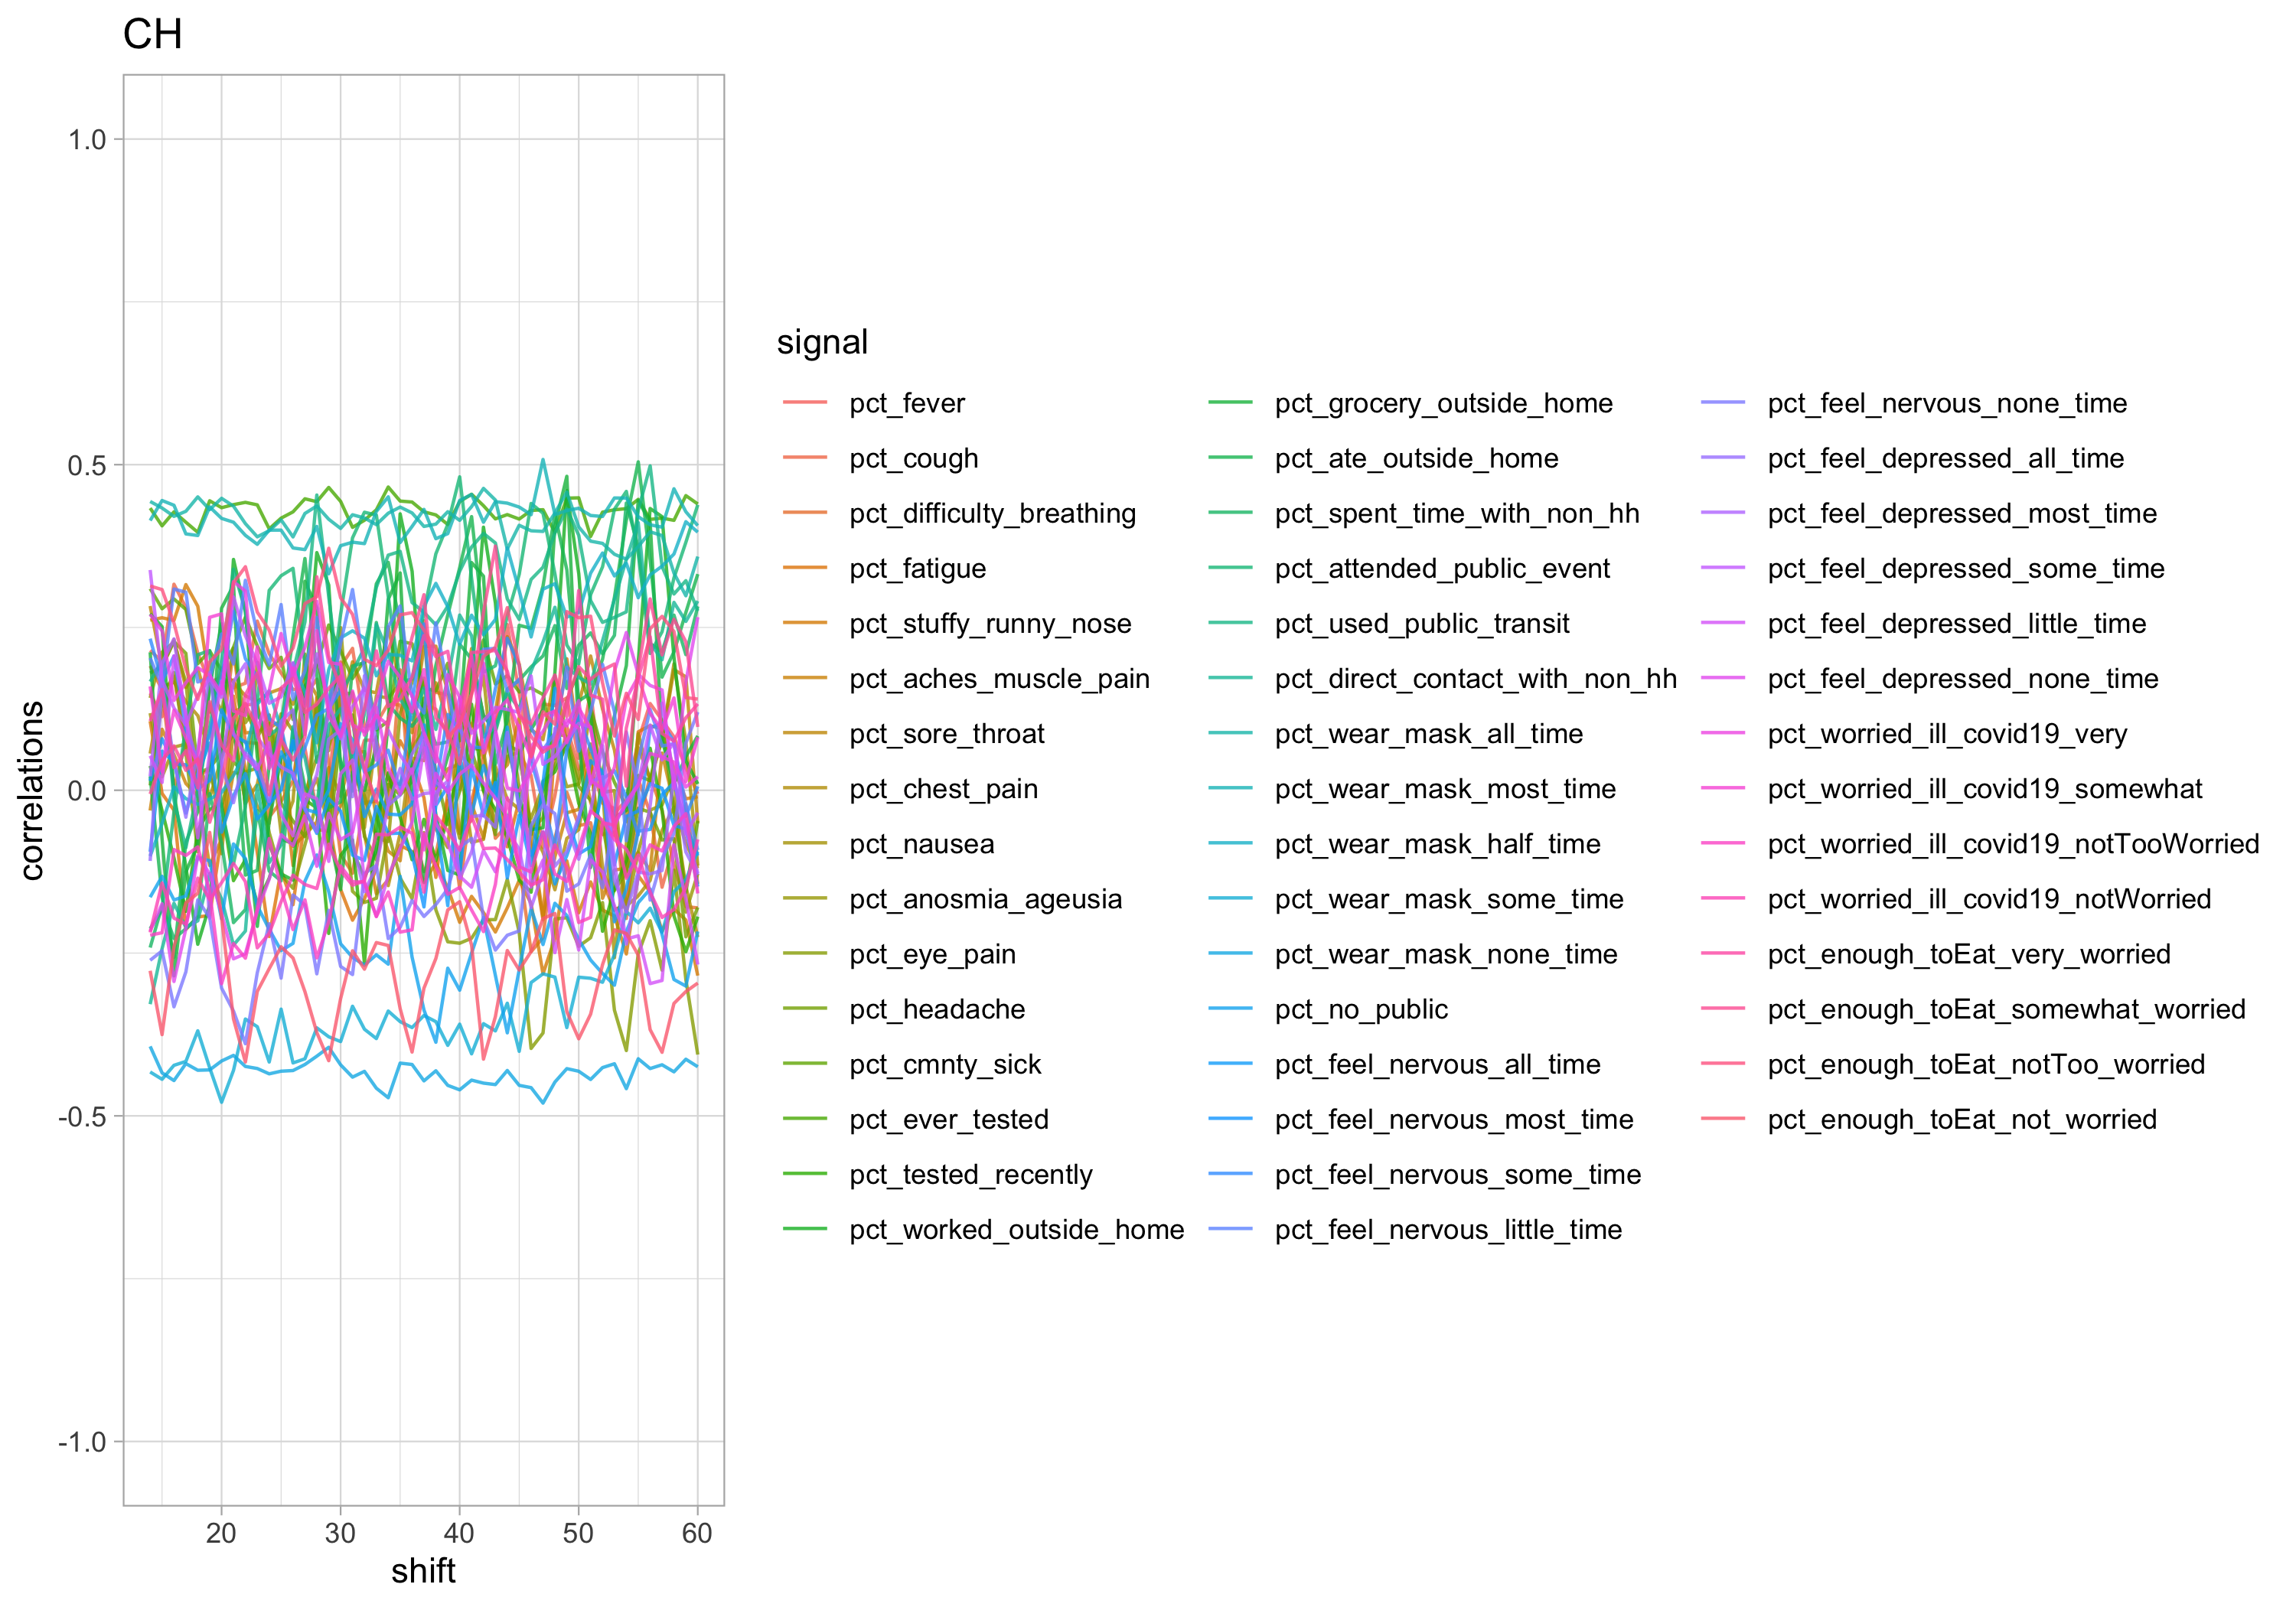 CH
1.0
0.5
0.0
-0.5
-1.0
correlations
20 30 40 50 60
shift
signal
pct_fever
pct_cough
pct_difficulty_breathing
pct_fatigue
pct_stuffy_runny_nose
pct_aches_muscle_pain
pct_sore_throat
pct_chest_pain
pct_nausea
pct_anosmia_ageusia
pct_eye_pain
pct_headache
pct_cmnty_sick
pct_ever_tested
pct_tested_recently
pct_worked_outside_home
pct_grocery_outside_home
pct_ate_outside_home
pct_spent_time_with_non_hh
pct_attended_public_event
pct_used_public_transit
pct_direct_contact_with_non_hh
pct_wear_mask_all_time
pct_wear_mask_most_time
pct_wear_mask_half_time
pct_wear_mask_some_time
pct_wear_mask_none_time
pct_no_public
pct_feel_nervous_all_time
pct_feel_nervous_most_time
pct_feel_nervous_some_time
pct_feel_nervous_little_time
pct_feel_nervous_none_time
pct_feel_depressed_all_time
pct_feel_depressed_most_time
pct_feel_depressed_some_time
pct_feel_depressed_little_time
pct_feel_depressed_none_time
pct_worried_ill_covid19_very
pct_worried_ill_covid19_somewhat
pct_worried_ill_covid19_notTooWorried
pct_worried_ill_covid19_notWorried
pct_enough_toEat_very_worried
pct_enough_toEat_somewhat_worried
pct_enough_toEat_notToo_worried
pct_enough_toEat_not_worried